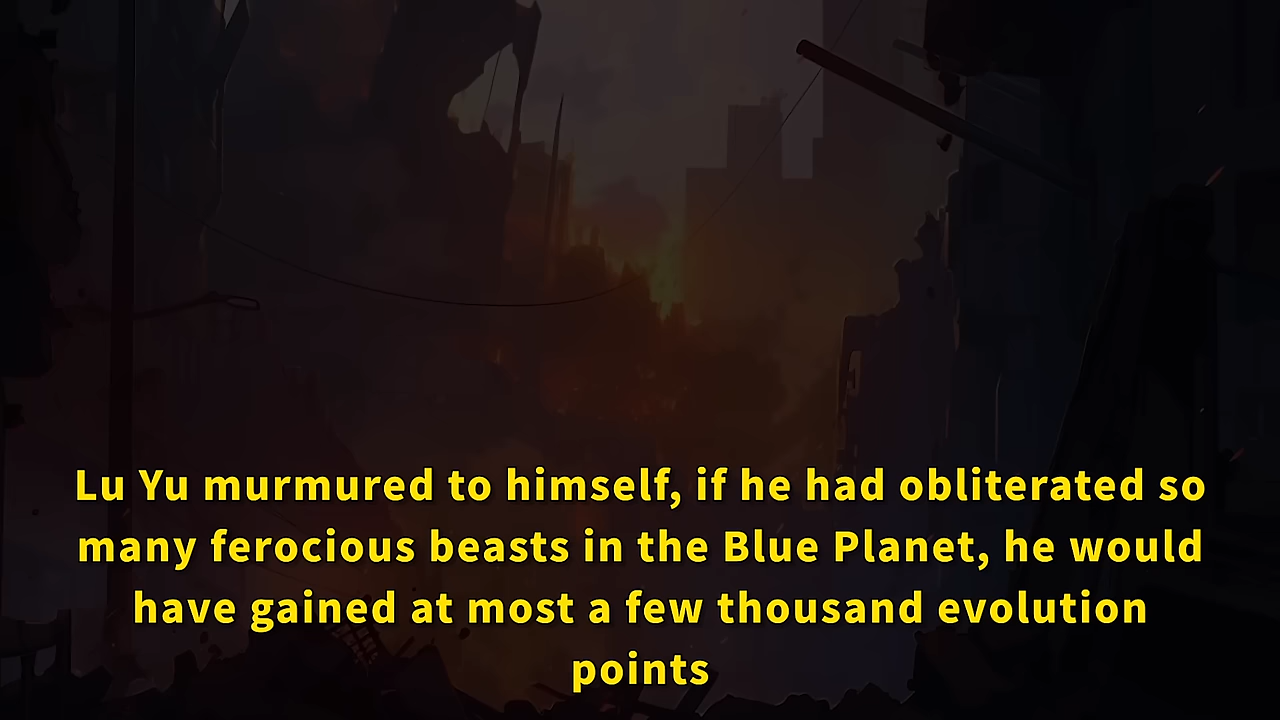 Lu Yu murmured to himself, if he had obliterated so
many ferocious beasts in the Blue Planet, he would
have gained at most a few thousand evolution
points